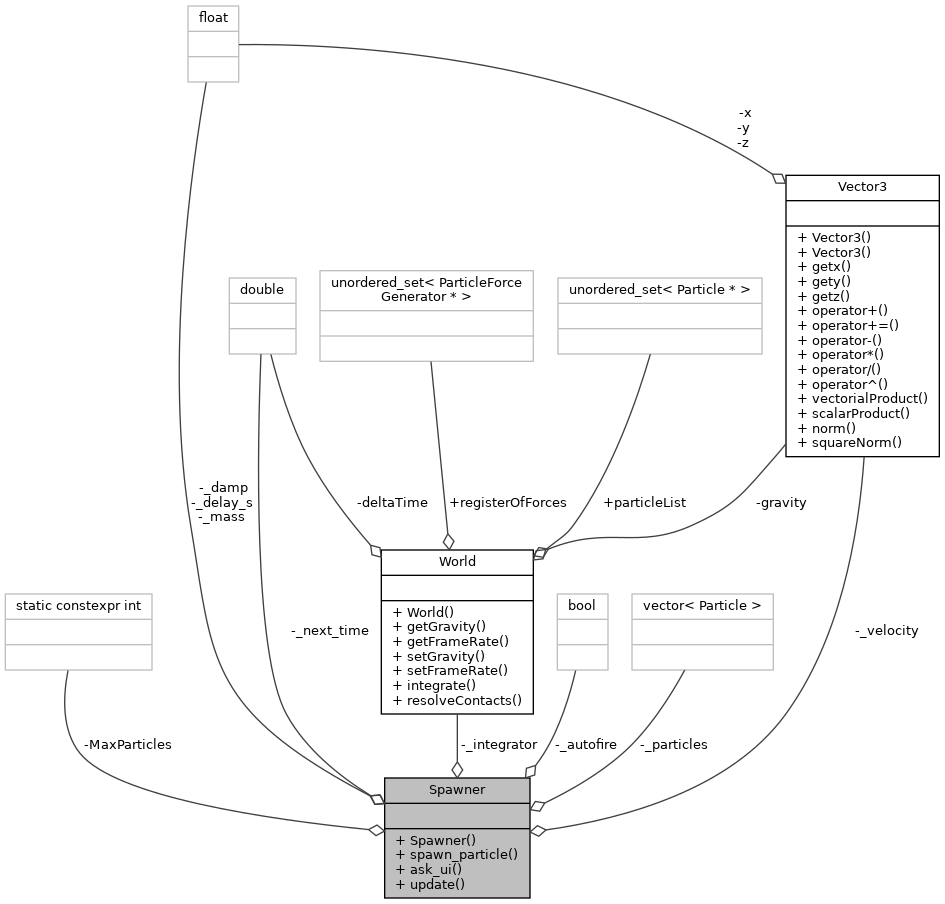 float
-x
-y
-z
Vector3
+ Vector3()
+ Vector3()
+ getx()
+ gety()
+ getz()
+ operator+()
+ operator+=()
+ operator-()
+ operator*()
+ operator/()
+ operator^()
+ vectorialProduct()
+ scalarProduct()
+ norm()
+ squareNorm()
double
unordered_set< ParticleForce
Generator * >
unordered_set< Particle * >
-_damp
-_delay_s
-_mass
-deltaTime
+registerOfForces
+particleList
-gravity
World
+ World()
+ getGravity()
+ getFrameRate()
+ setGravity()
+ setFrameRate()
+ integrate()
+ resolveContacts()
static constexpr int
-_next_time
bool
vector< Particle >
-_velocity
-MaxParticles
-_integrator
-_autofire
-_particles
Spawner
+ Spawner()
+ spawn_particle()
+ ask_ui()
+ update()